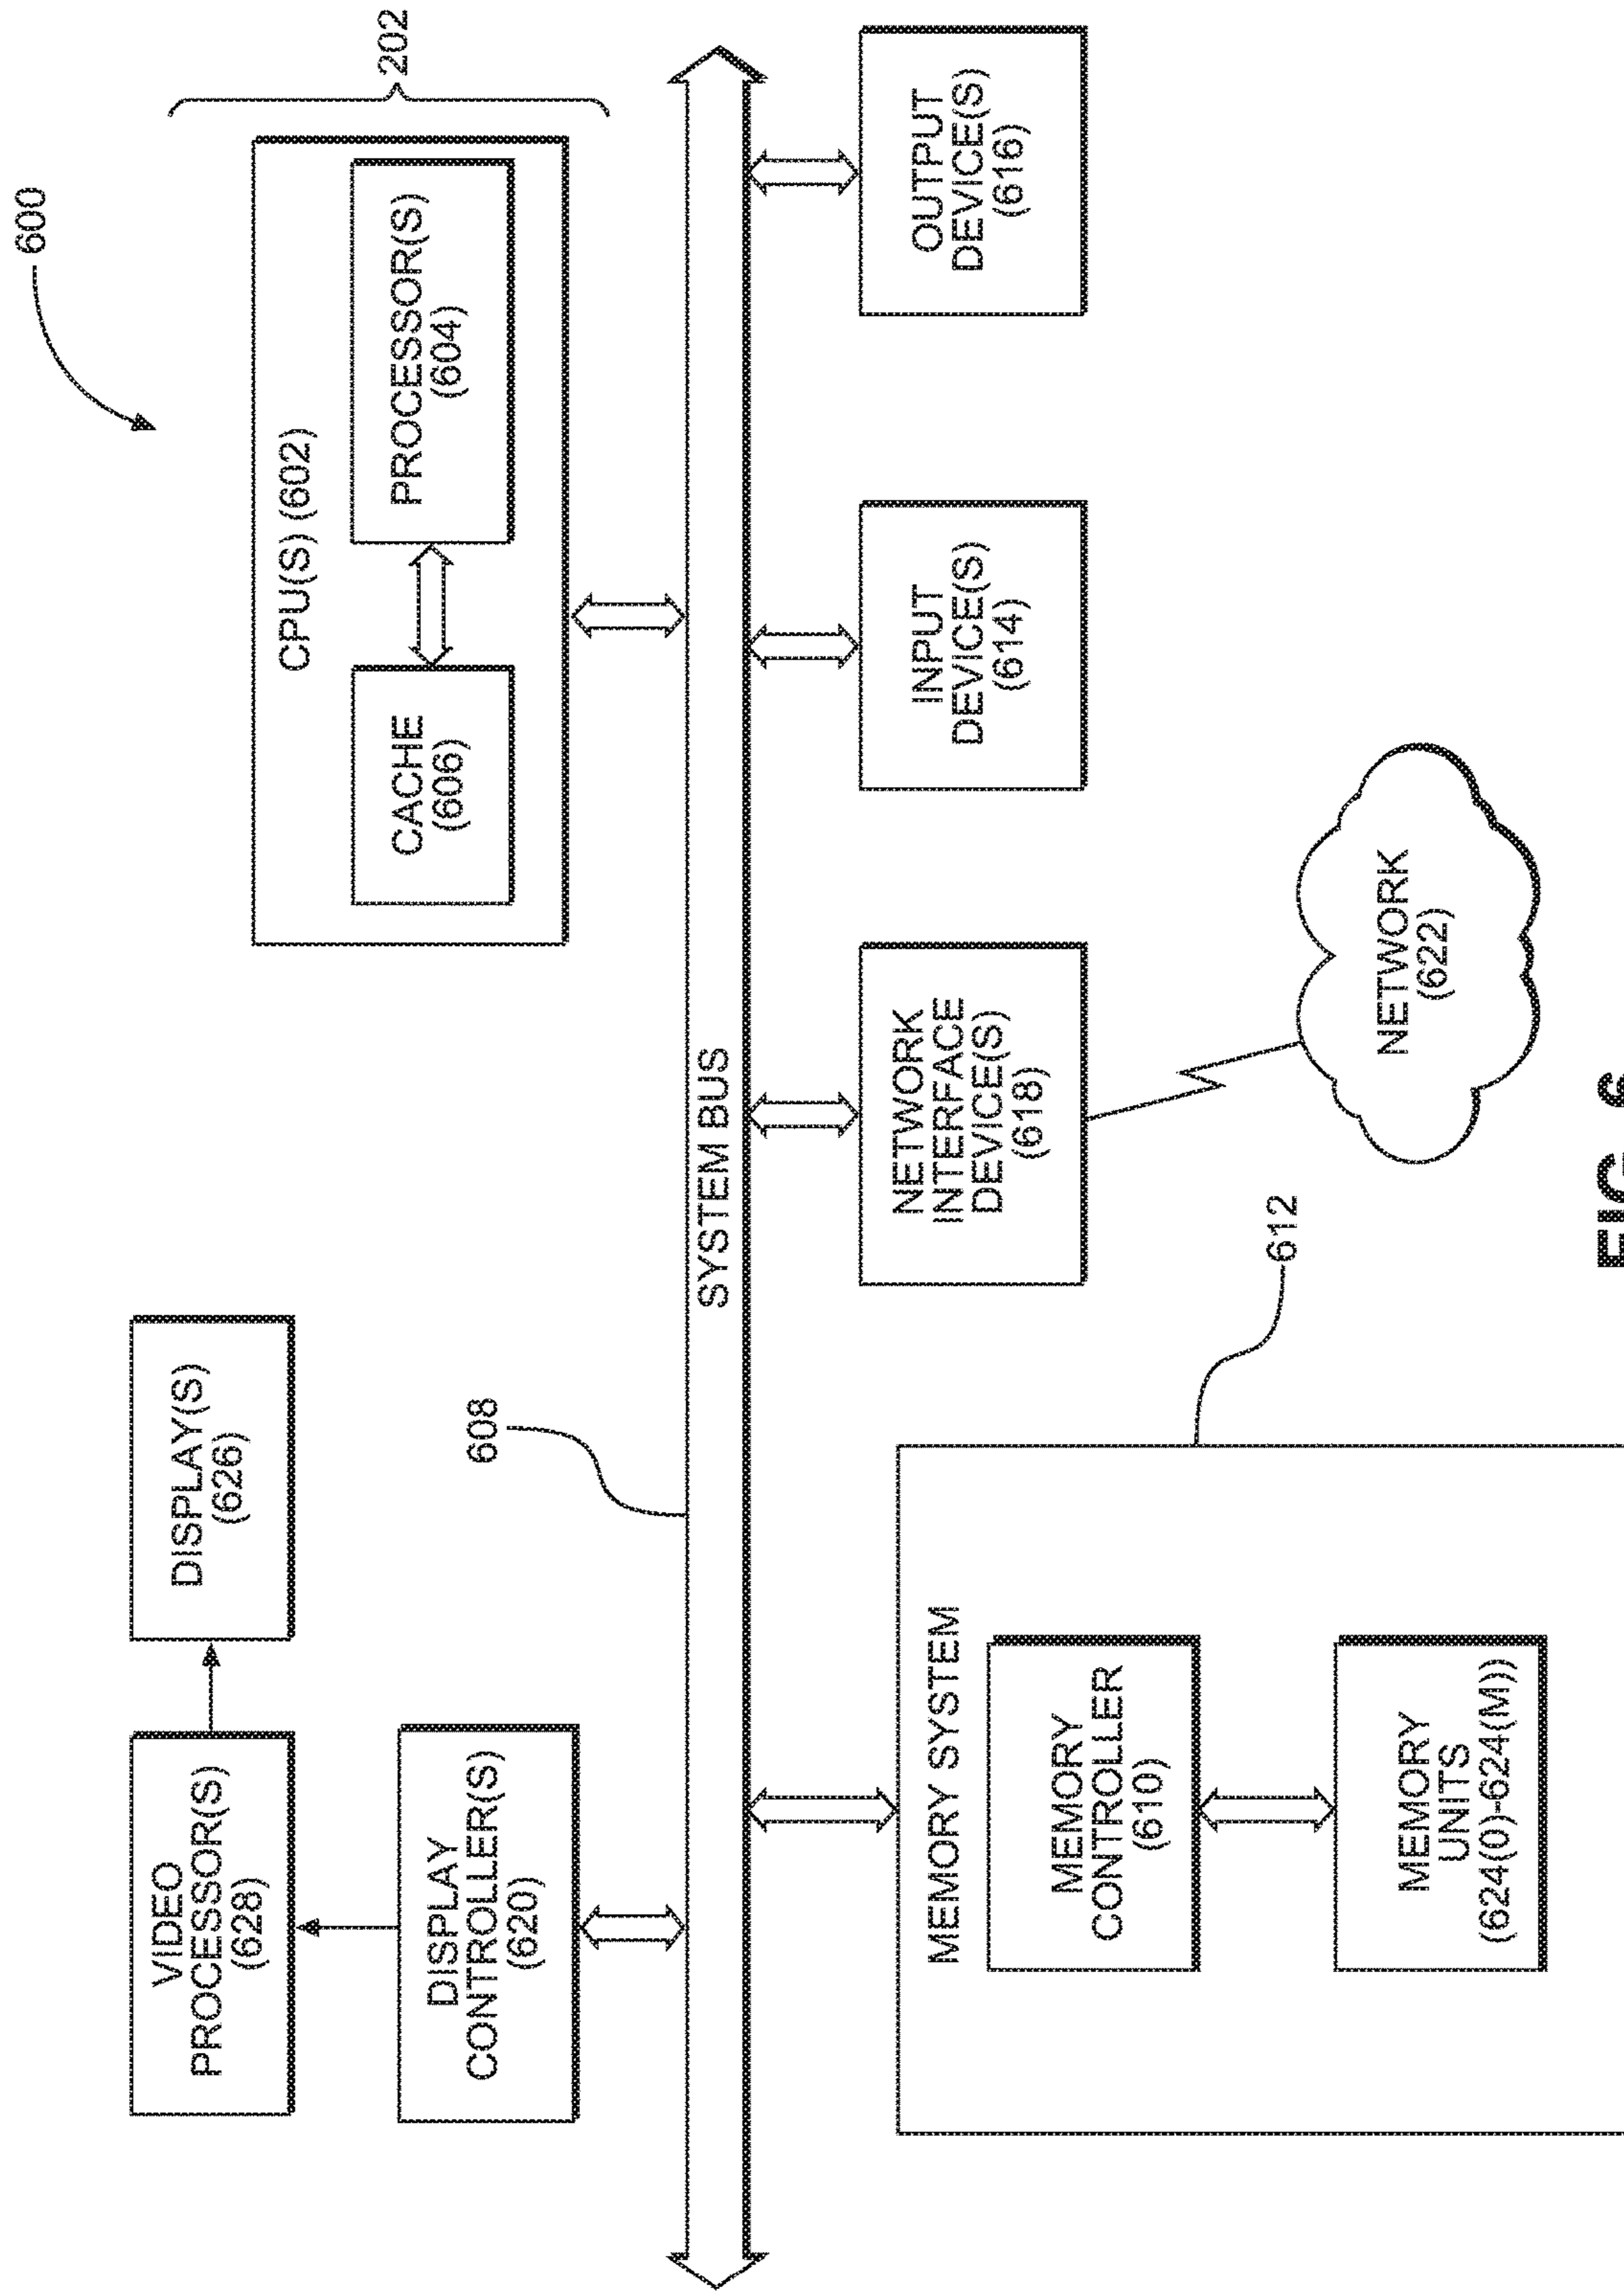 600
202
CPU(S) (602)
CACHE
(606)
PROCESSOR(S)
(604)
VIDEO
PROCESSOR(S)
(628)
DISPLAY(S)
(626)
DISPLAY
CONTROLLER(S)
(620)
608
SYSTEM BUS
MEMORY SYSTEM
MEMORY
CONTROLLER
(610)
MEMORY
UNITS
(624(0)-624(M))
612
NETWORK
INTERFACE
DEVICE(S)
(618)
INPUT
DEVICE(S)
(614)
OUTPUT
DEVICE(S)
(616)
NETWORK
(622)
FIG. 6